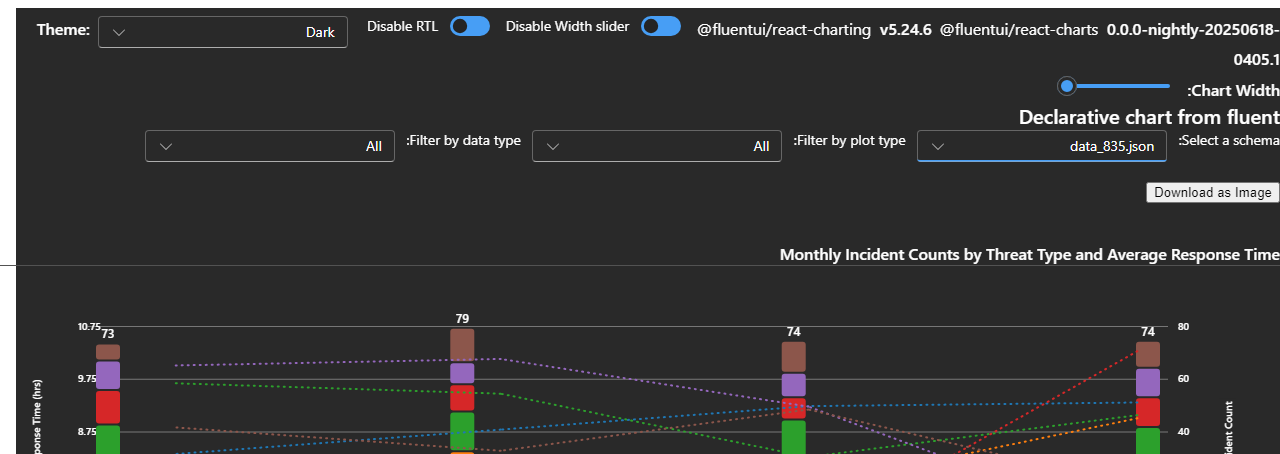 Theme: Dark Disable RTL Disable Width slider @fluentui/react-charting v5.24.6 @fluentui/react-charts 0.0.0-nightly-20250618-
0405.1
:Chart Width
Declarative chart from fluent
:Select a schema data_835.json :Filter by plot type All :Filter by data type All
Download as Image
Monthly Incident Counts by Threat Type and Average Response Time
73
79
74
74
10.75
9.75
8.75
80
60
40
Time (hrs)
Count